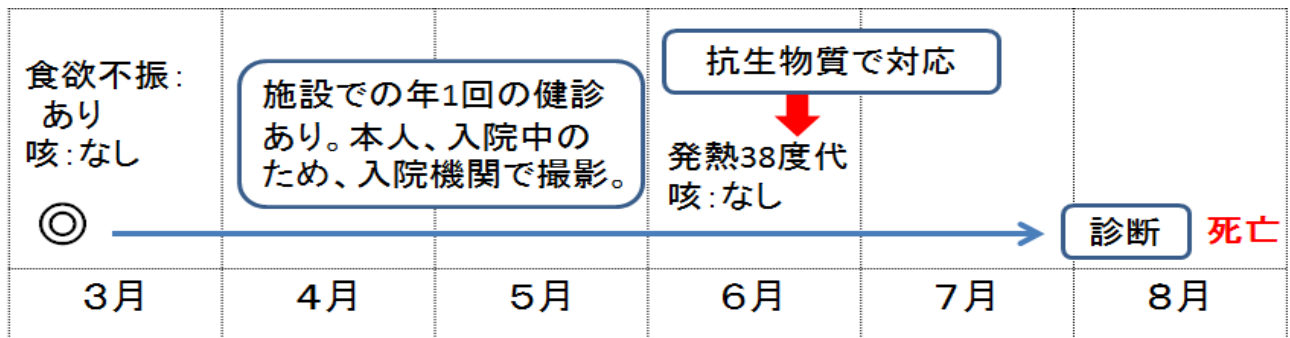 食欲不振：
あり
咳：なし
◎
施設での年1回の健診
あり。本人、入院中の
ため、入院機関で撮影。
抗生物質で対応
発熱38度代
咳：なし
診断
死亡
3月
4月
5月
6月
7月
8月